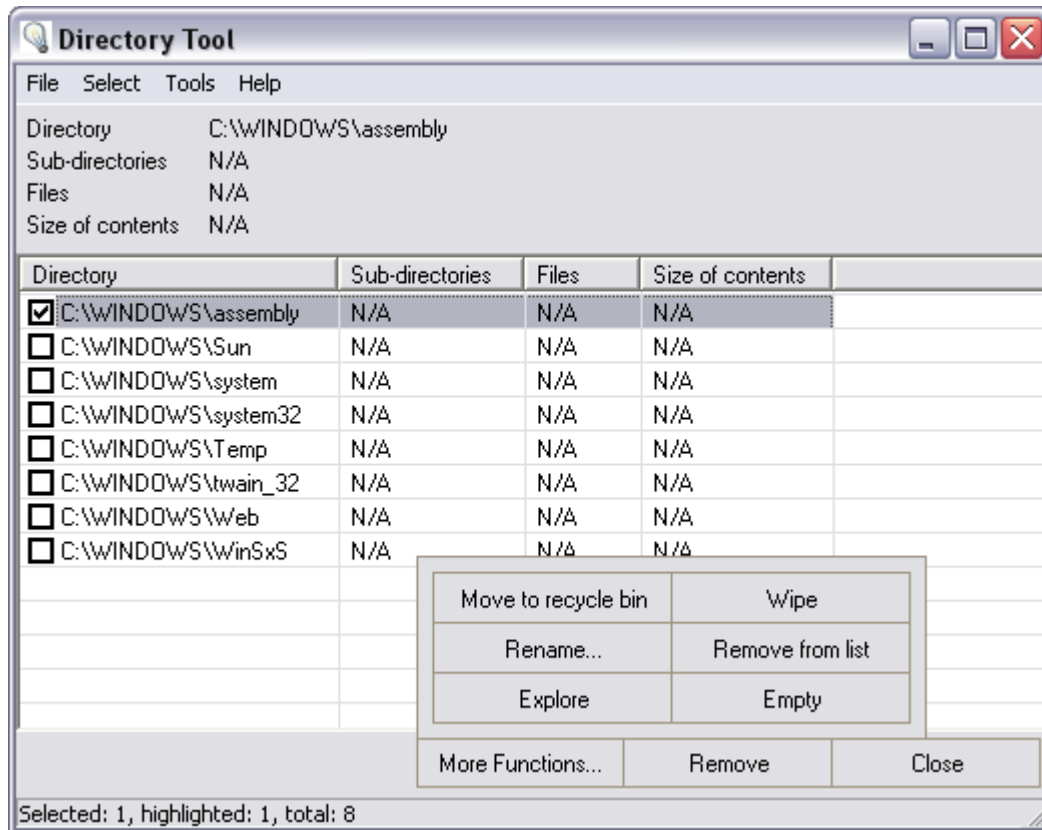 Directory Tool
File Select Tools Help
Directory C:\WINDOWS\assembly
Sub-directories N/A
Files N/A
Size of contents N/A
Directory Sub-directories Files Size of contents
C:\WINDOWS\assembly N/A N/A N/A
C:\WINDOWS\Sun N/A N/A N/A
C:\WINDOWS\system N/A N/A N/A
C:\WINDOWS\system32 N/A N/A N/A
C:\WINDOWS\Temp N/A N/A N/A
C:\WINDOWS\twain_32 N/A N/A N/A
C:\WINDOWS\Web N/A N/A N/A
C:\WINDOWS\WinSxS N/A N/A N/A
Move to recycle bin Wipe
Rename... Remove from list
Explore Empty
More Functions... Remove Close
Selected: 1, highlighted: 1, total: 8